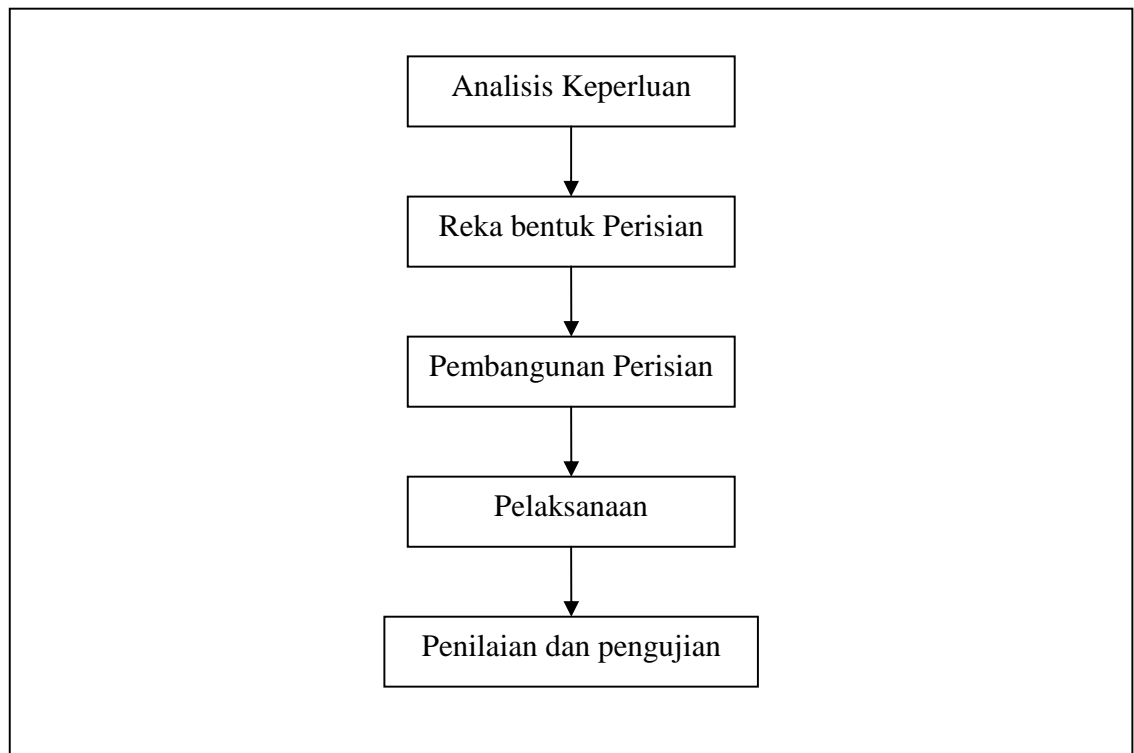 Analisis Keperluan
Reka bentuk Perisian
Pembangunan Perisian
Pelaksanaan
Penilaian dan pengujian